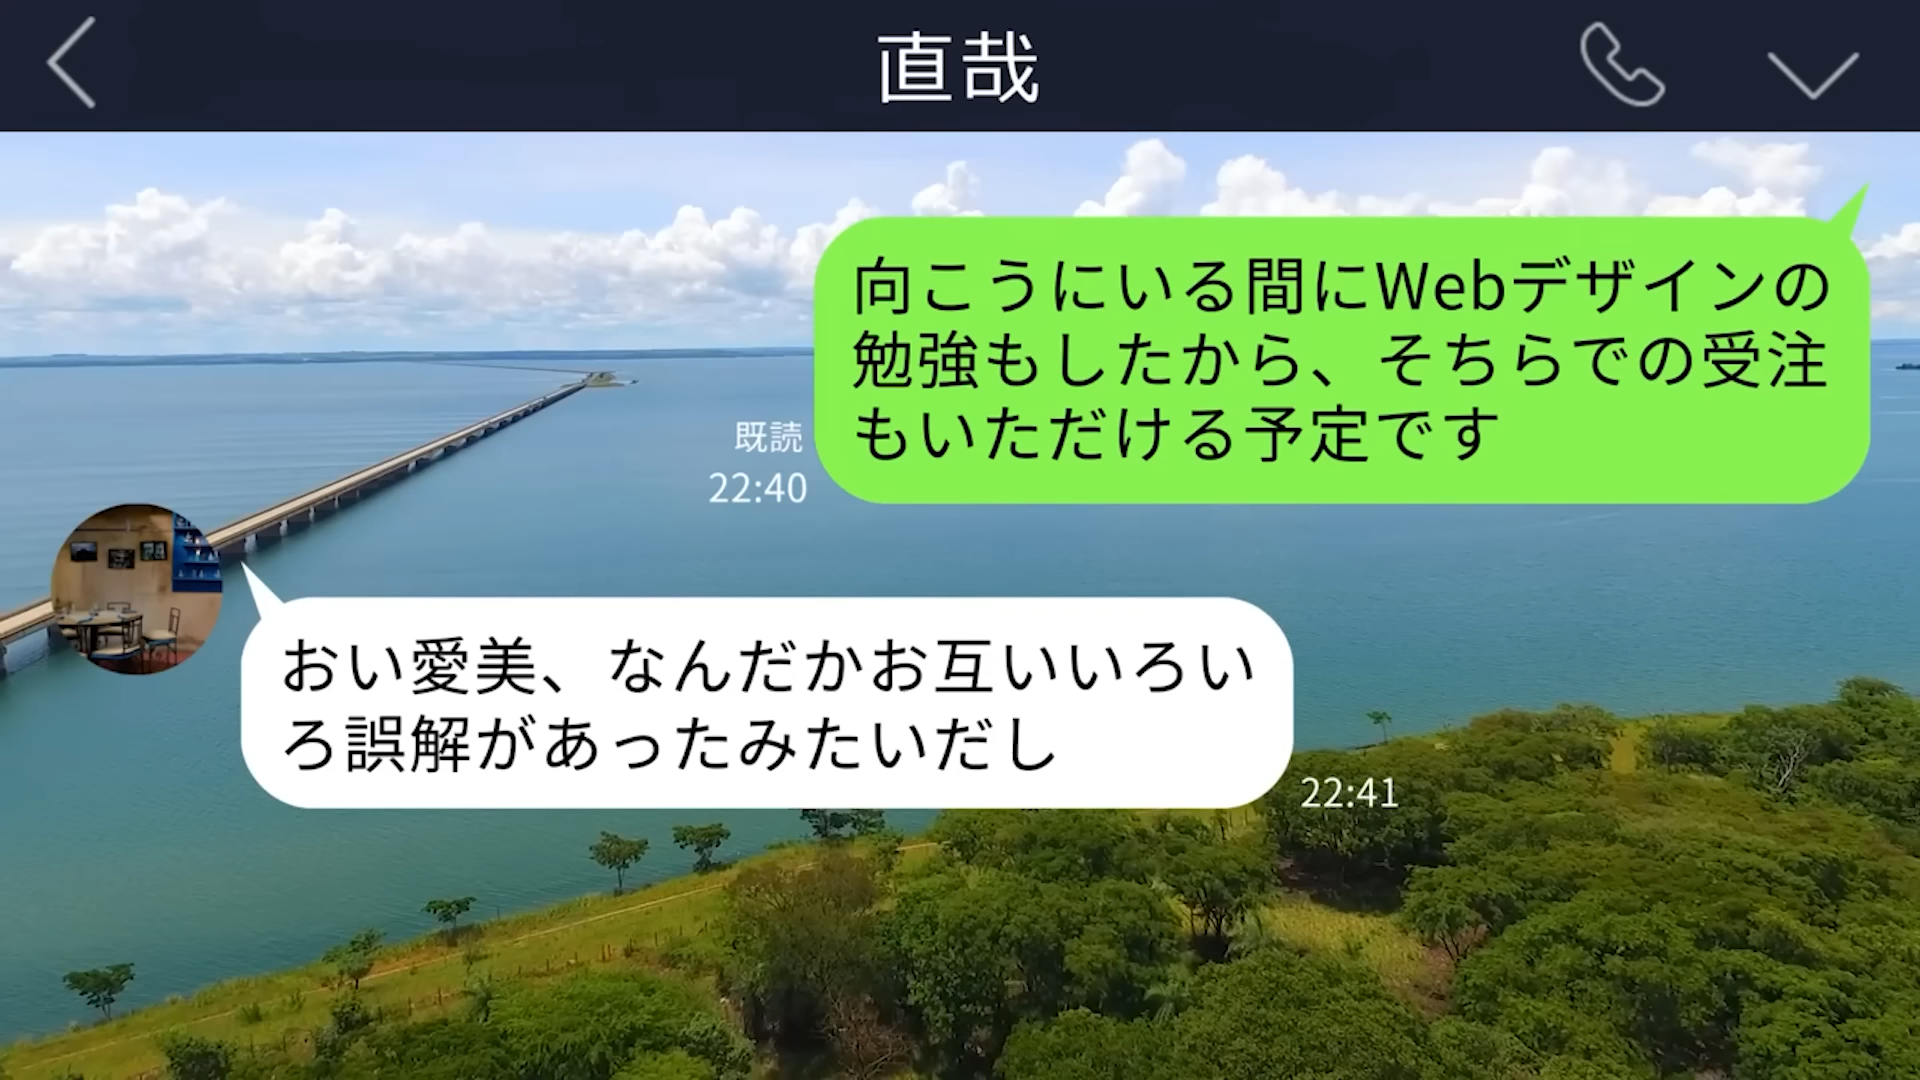 直哉
向こうにいる間にWebデザインの
勉強もしたから、そちらでの受注
もいただける予定です
既読
22:40
おい愛美、なんだかお互いいろい
ろ誤解があったみたいだし
22:41